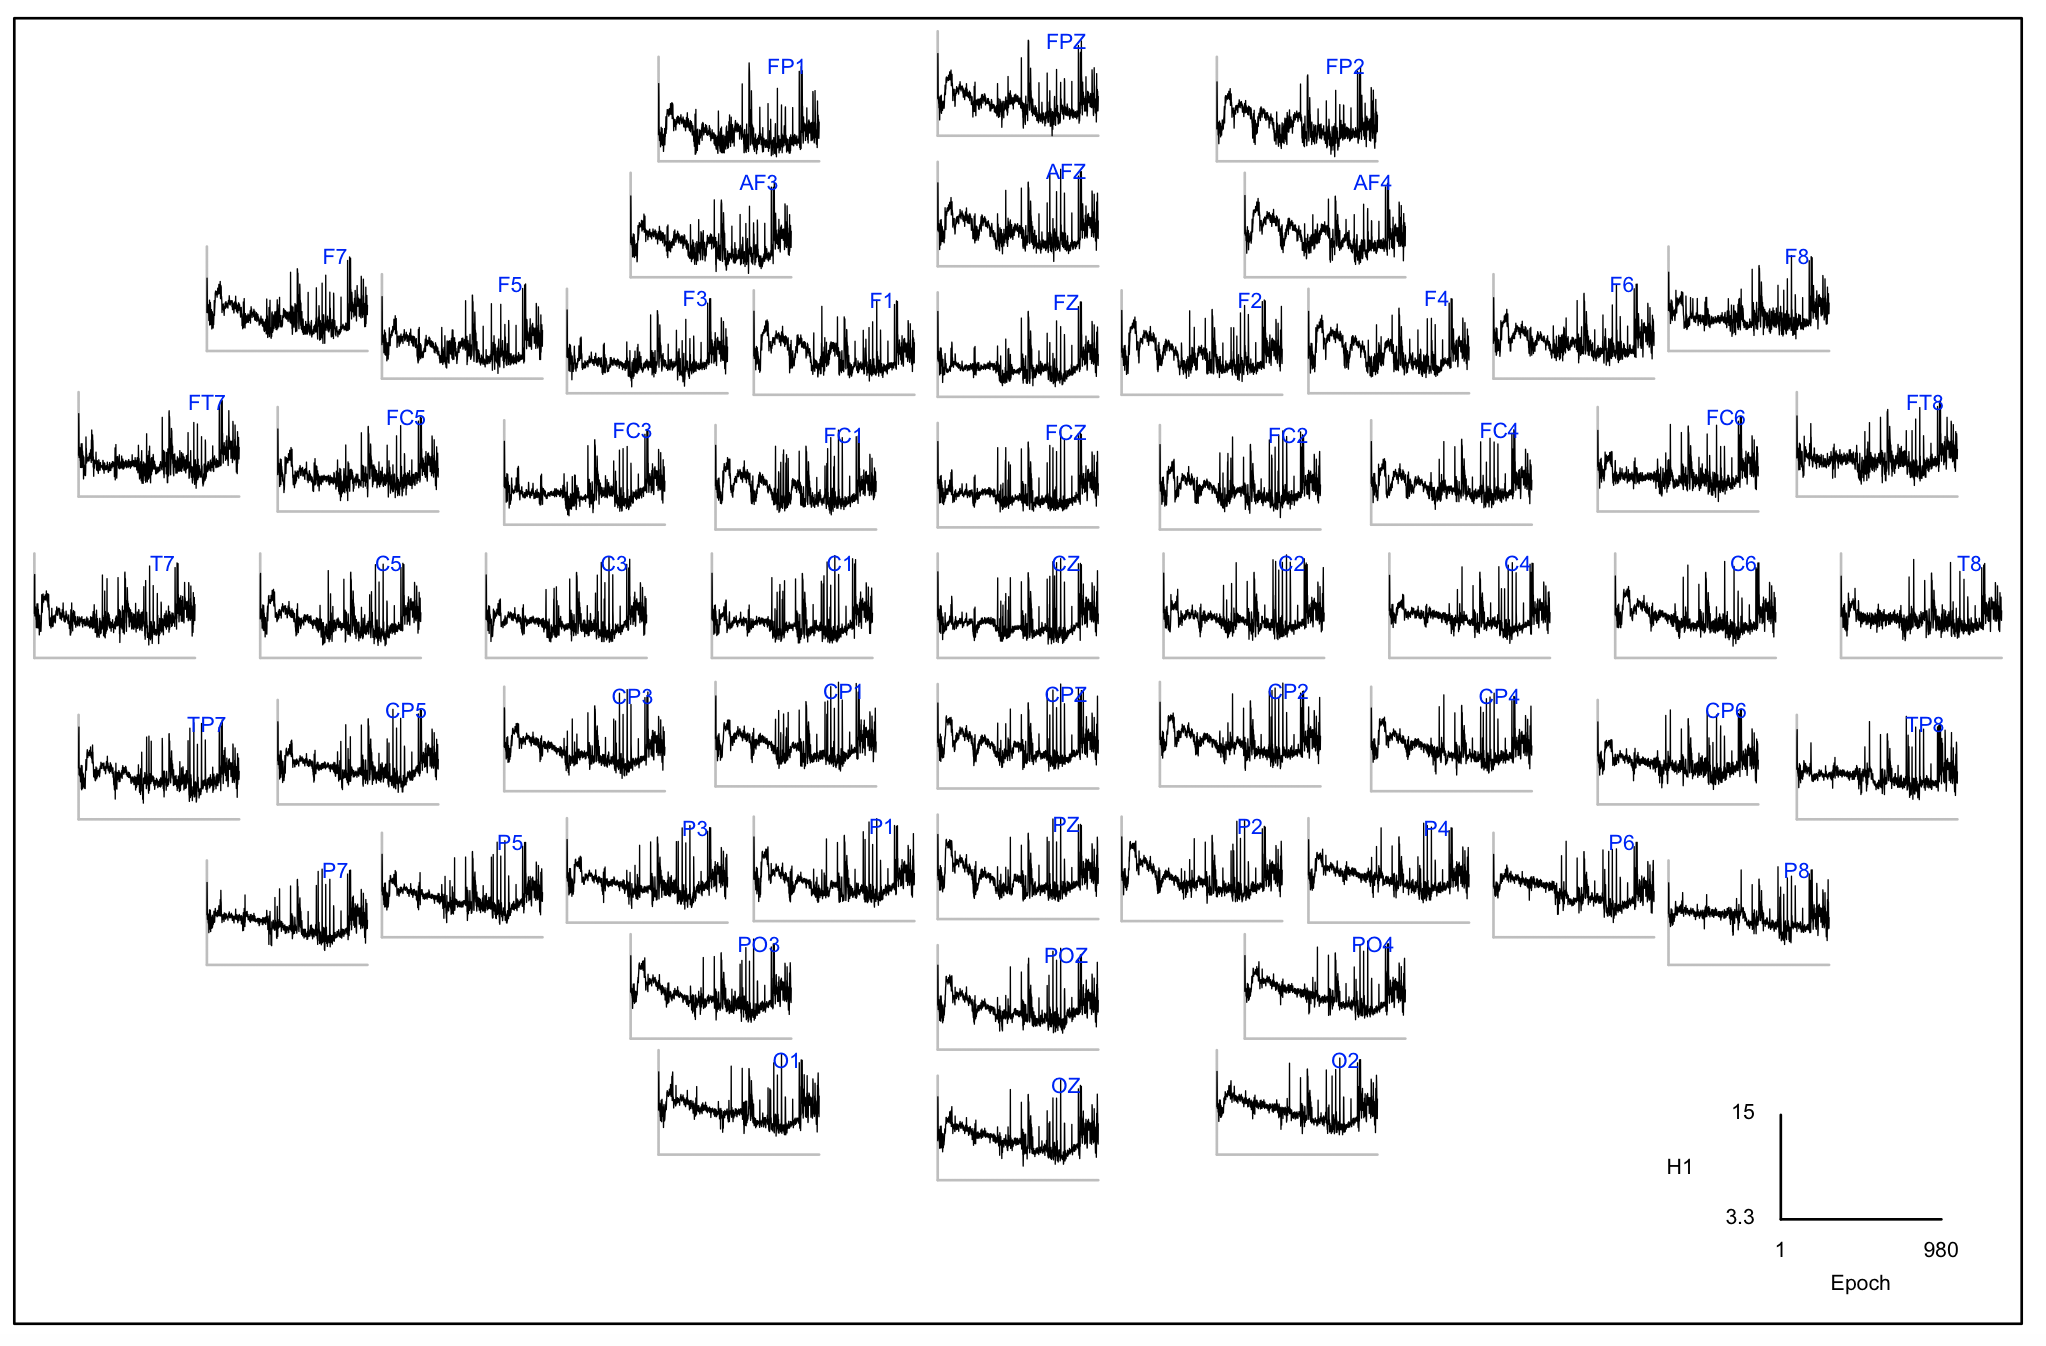 FPZ
FP1 FP2
AFZ
AF3 AF4
F7 F8
F5 F6
F3 F1 FZ F2 F4
FT7 FT8
FC5 FC6
FC3 FC1 FCZ FC2 FC4
T7 C5 C3 C1 CZ C2 C4 C6 T8
CP3 CP1 CPZ CP2 CP4
CP5 CP6
TP7 TP8
P3 P1 PZ P2 P4
P5 P6
P7 P8
PO3 POZ PO4
O1 O2
OZ
15
H1
3.3
1 980
Epoch